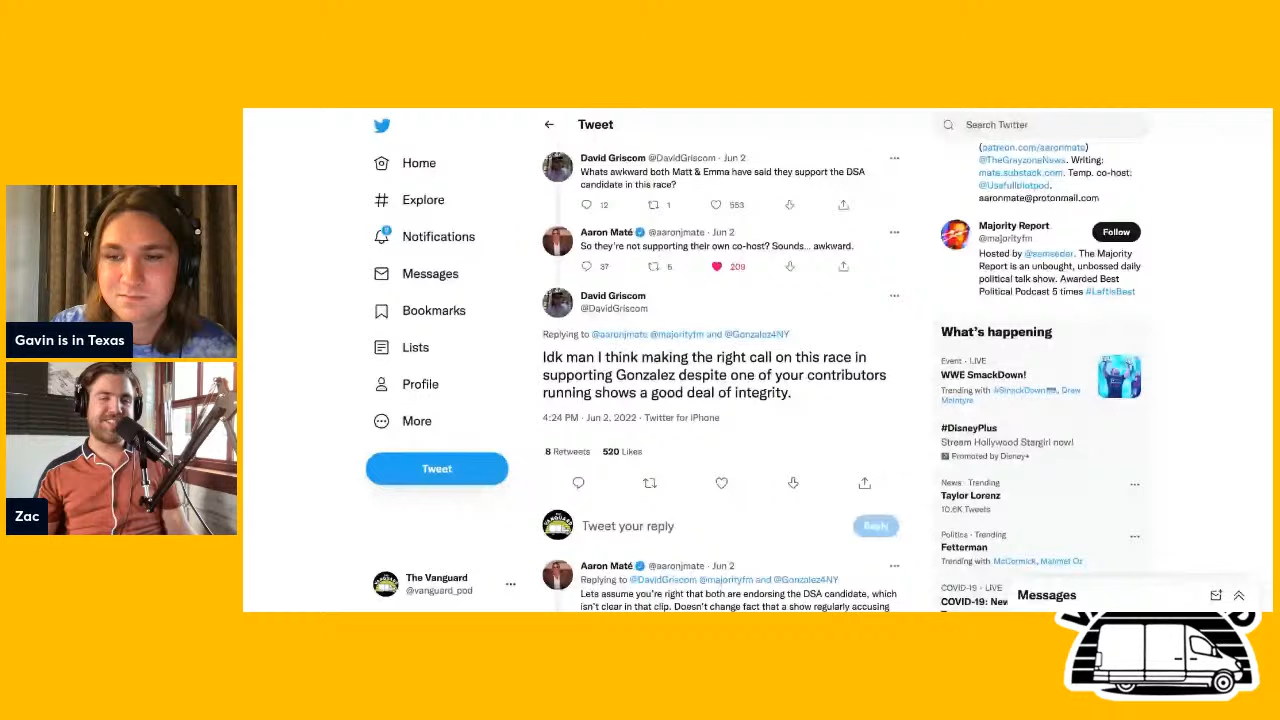 Gavin is in Texas
Zac
Home
Explore
Notifications
Messages
Bookmarks
Lists
Profile
More
Tweet
The Vanguard
@vanguard_pod
Tweet
David Griscom @DavidGriscom · Jun 2
Whats awkward both Matt & Emma have said they support the DSA
candidate in this race?
12 1 553
Aaron Maté @aaronjmate · Jun 2
So they're not supporting their own co-host? Sounds... awkward.
37 5 209
David Griscom
@DavidGriscom
Replying to @aaronjmate @majorityfm and @Gonzalez4NY
Idk man I think making the right call on this race in
supporting Gonzalez despite one of your contributors
running shows a good deal of integrity.
4:24 PM · Jun 2, 2022 · Twitter for iPhone
8 Retweets 520 Likes
Tweet your reply
Reply
Aaron Maté @aaronjmate · Jun 2
Replying to @DavidGriscom @majorityfm and @Gonzalez4NY
Lets assume you're right that both are endorsing the DSA candidate, which
isn't clear in that clip. Doesn't change fact that a show regularly accusing
Search Twitter
(patreon.com/aaronmate)
@TheGrayzoneNews. Writing:
mate.substack.com. Temp. co-host:
@Usefulidiotpod.
aaronmate@protonmail.com
Majority Report
@majorityfm
Follow
Hosted by @samseder. The Majority
Report is an unbought, unbossed daily
political talk show. Awarded Best
Political Podcast 5 times #LeftIsBest
What's happening
Event · LIVE
WWE SmackDown!
Trending with #SmackDown, Drew
McIntyre
#DisneyPlus
Stream Hollywood Stargirl now!
Promoted by Disney+
News · Trending
Taylor Lorenz
10.6K Tweets
Politics · Trending
Fetterman
Trending with McCormick, Mehmet Oz
COVID-19 · LIVE
COVID-19: New
Messages